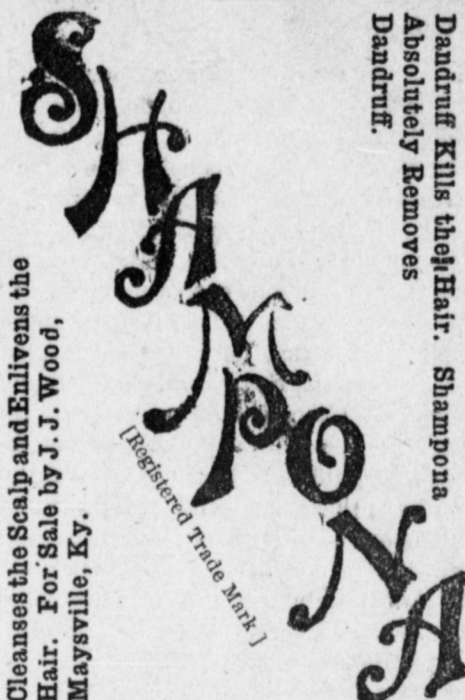 Dandruff Kills the Hair. Shampona
Absolutely Removes
Dandruff.
SHAMPONA
[Registered Trade Mark]
Cleanses the Scalp and Enlivens the
Hair. For Sale by J. J. Wood,
Maysville, Ky.